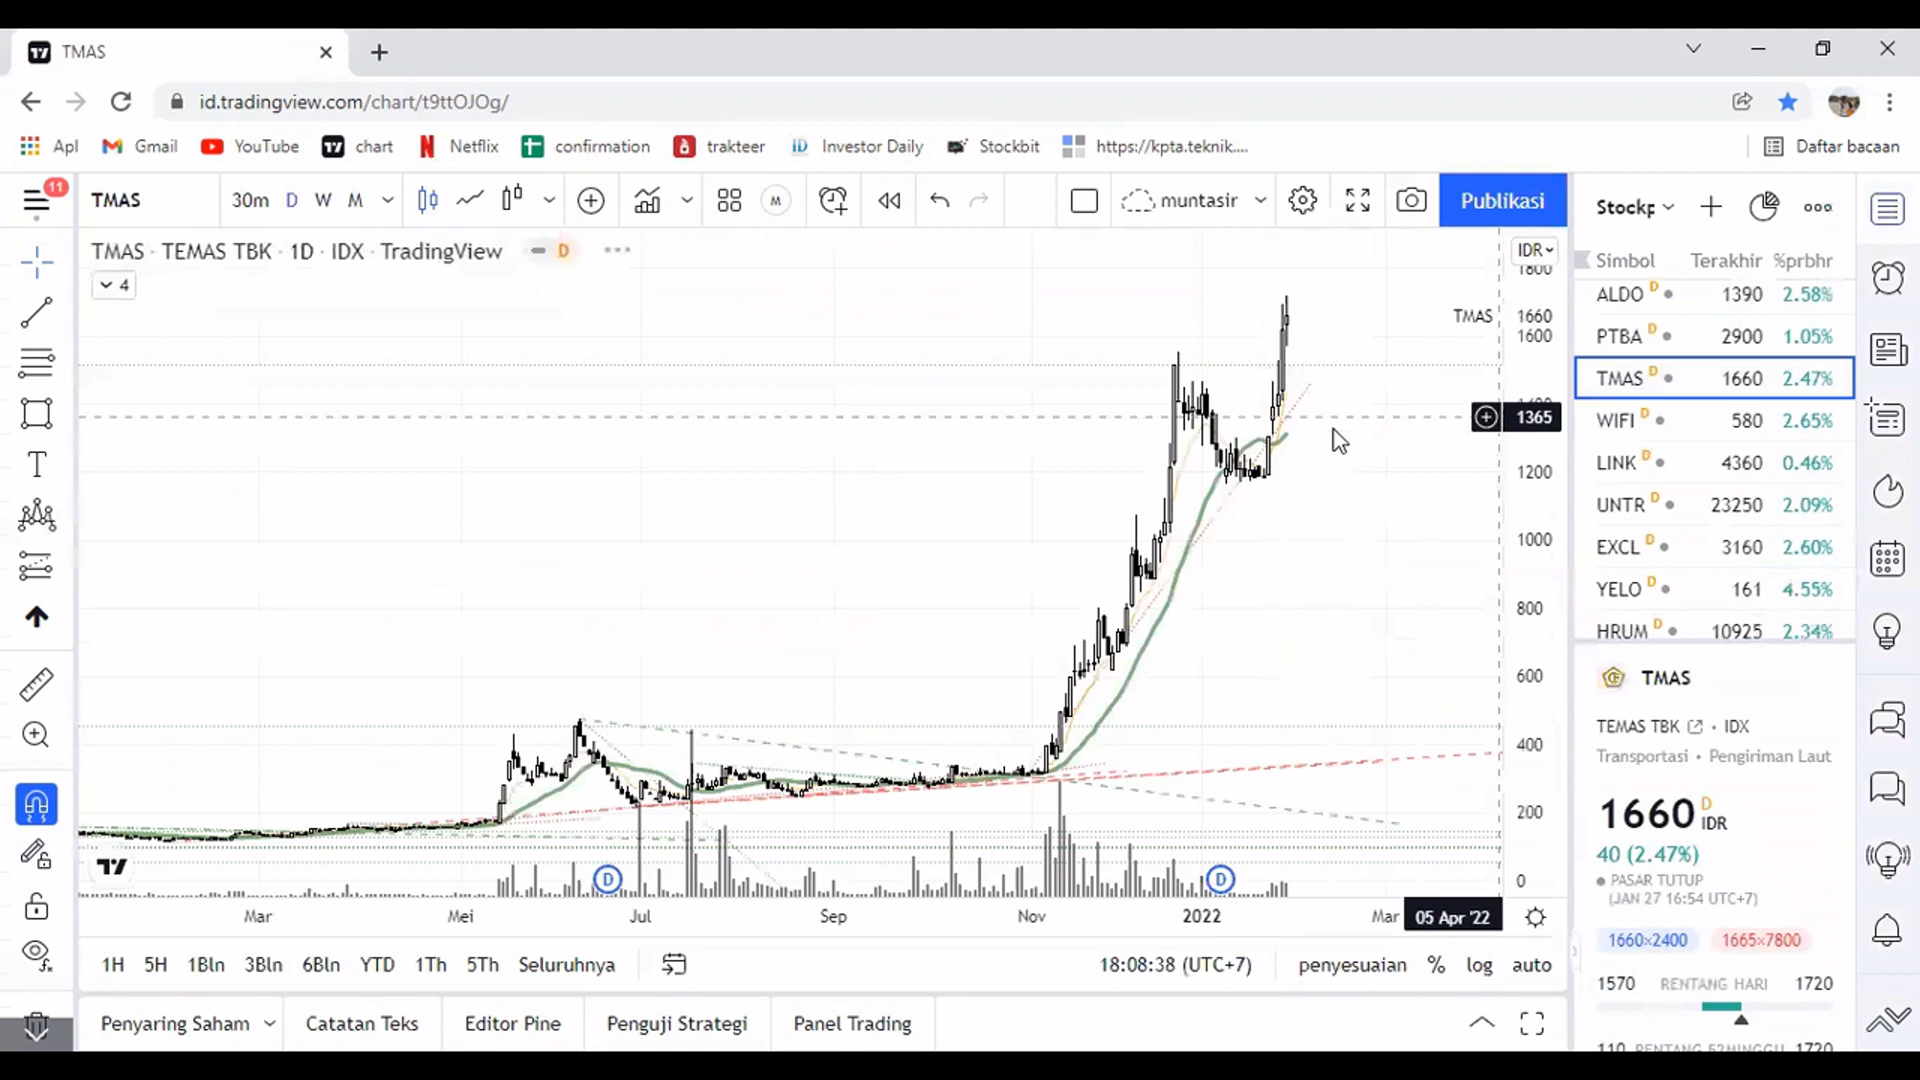 TMAS
id.tradingview.com/chart/t9ttOJOg/
Apl Gmail YouTube chart Netflix confirmation trakteer Investor Daily Stockbit https://kpta.teknik.... Daftar bacaan
11
TMAS 30m D W M M muntasir Publikasi
TMAS · TEMAS TBK · 1D · IDX · TradingView D
4
IDR
1800
TMAS 1660
1600
1365
1200
1000
800
600
400
200
0
D D
Mar Mei Jul Sep Nov 2022 Mar 05 Apr '22
1H 5H 1Bln 3Bln 6Bln YTD 1Th 5Th Seluruhnya 18:08:38 (UTC+7) penyesuaian % log auto
Penyaring Saham Catatan Teks Editor Pine Penguji Strategi Panel Trading
Stockp
Simbol Terakhir %prbhr
ALDO D 1390 2.58%
PTBA D 2900 1.05%
TMAS D 1660 2.47%
WIFI D 580 2.65%
LINK D 4360 0.46%
UNTR D 23250 2.09%
EXCL D 3160 2.60%
YELO D 161 4.55%
HRUM D 10925 2.34%
TMAS
TEMAS TBK · IDX
Transportasi • Pengiriman Laut
1660 D IDR
40 (2.47%)
PASAR TUTUP
(JAN 27 16:54 UTC+7)
1660×2400 1665×7800
1570 RENTANG HARI 1720
110 RENTANG 52MINGGU 1720